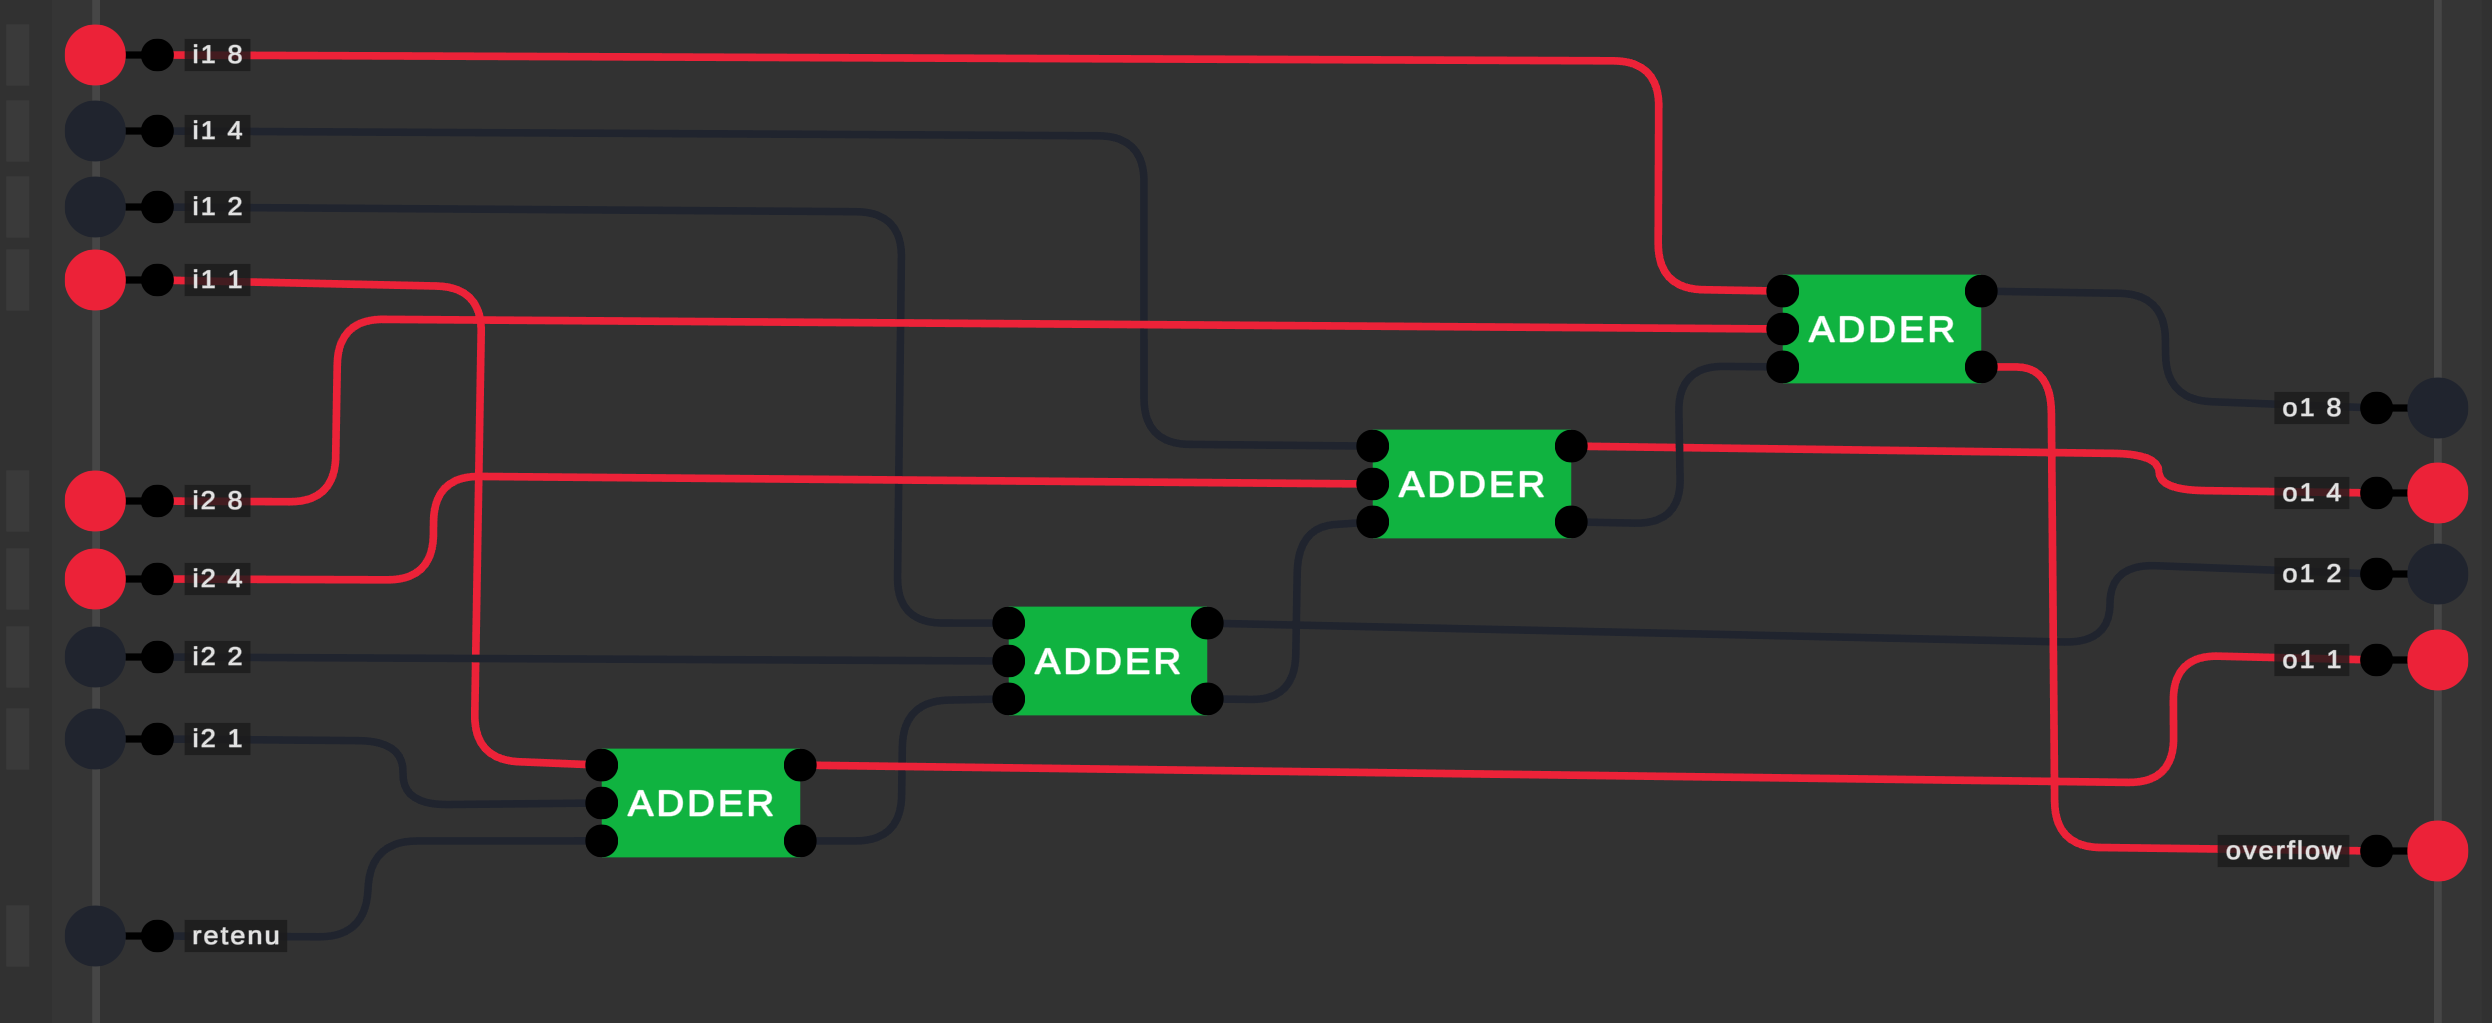 i1 8
i1 4
i1 2
i1 1
ADDER
o1 8
ADDER
i2 8
o1 4
i2 4
o1 2
i2 2
ADDER
o1 1
i2 1
ADDER
overflow
retenu